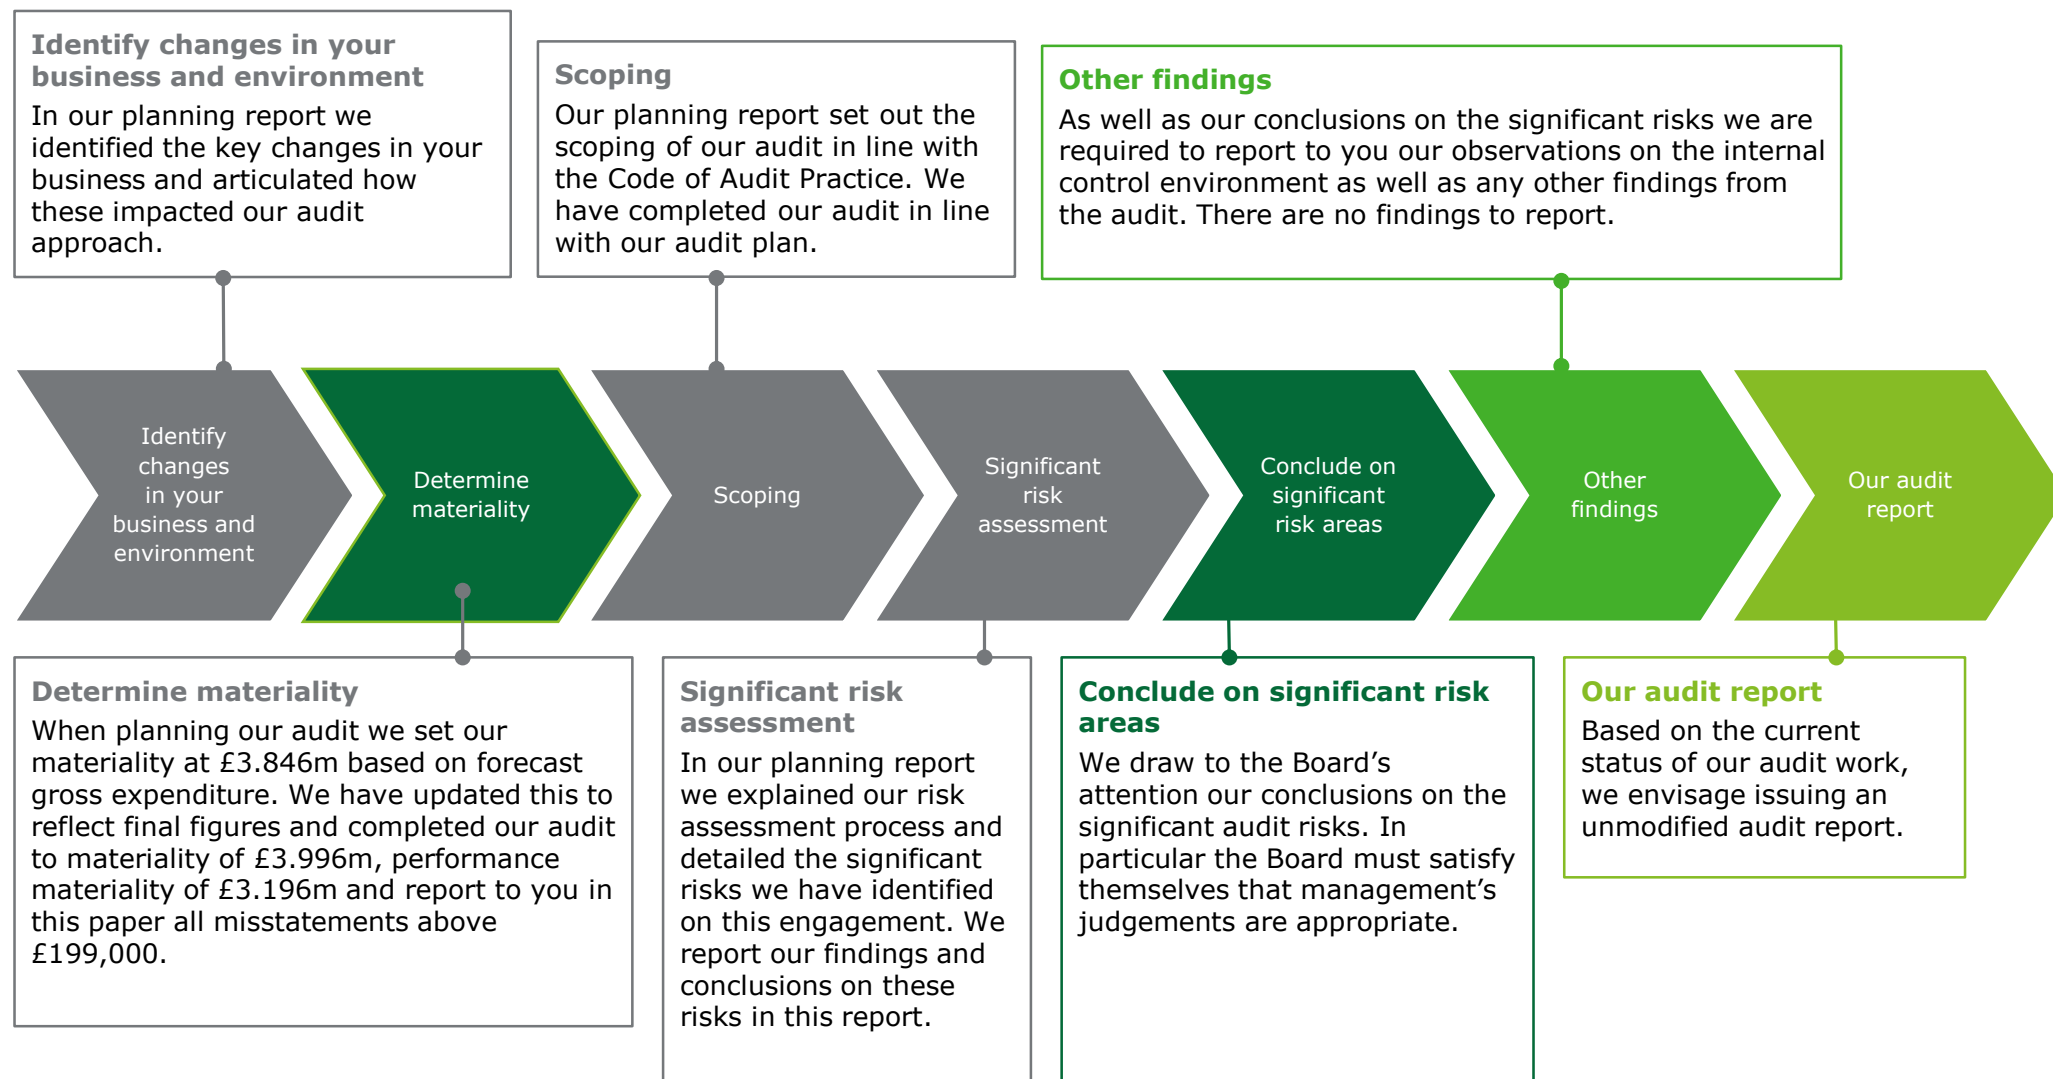 Identify changes in your
business and environment
In our planning report we
identified the key changes in your
business and articulated how
these impacted our audit
approach.
Scoping
Our planning report set out the
scoping of our audit in line with
the Code of Audit Practice. We
have completed our audit in line
with our audit plan.
Other findings
As well as our conclusions on the significant risks we are
required to report to you our observations on the internal
control environment as well as any other findings from
the audit. There are no findings to report.
Identify
changes
in your
business and
environment
Determine
materiality
Scoping
Significant
risk
assessment
Conclude on
significant
risk areas
Other
findings
Our audit
report
Determine materiality
When planning our audit we set our
materiality at £3.846m based on forecast
gross expenditure. We have updated this to
reflect final figures and completed our audit
to materiality of £3.996m, performance
materiality of £3.196m and report to you in
this paper all misstatements above
£199,000.
Significant risk
assessment
In our planning report
we explained our risk
assessment process and
detailed the significant
risks we have identified
on this engagement. We
report our findings and
conclusions on these
risks in this report.
Conclude on significant risk
areas
We draw to the Board’s
attention our conclusions on the
significant audit risks. In
particular the Board must satisfy
themselves that management’s
judgements are appropriate.
Our audit report
Based on the current
status of our audit work,
we envisage issuing an
unmodified audit report.